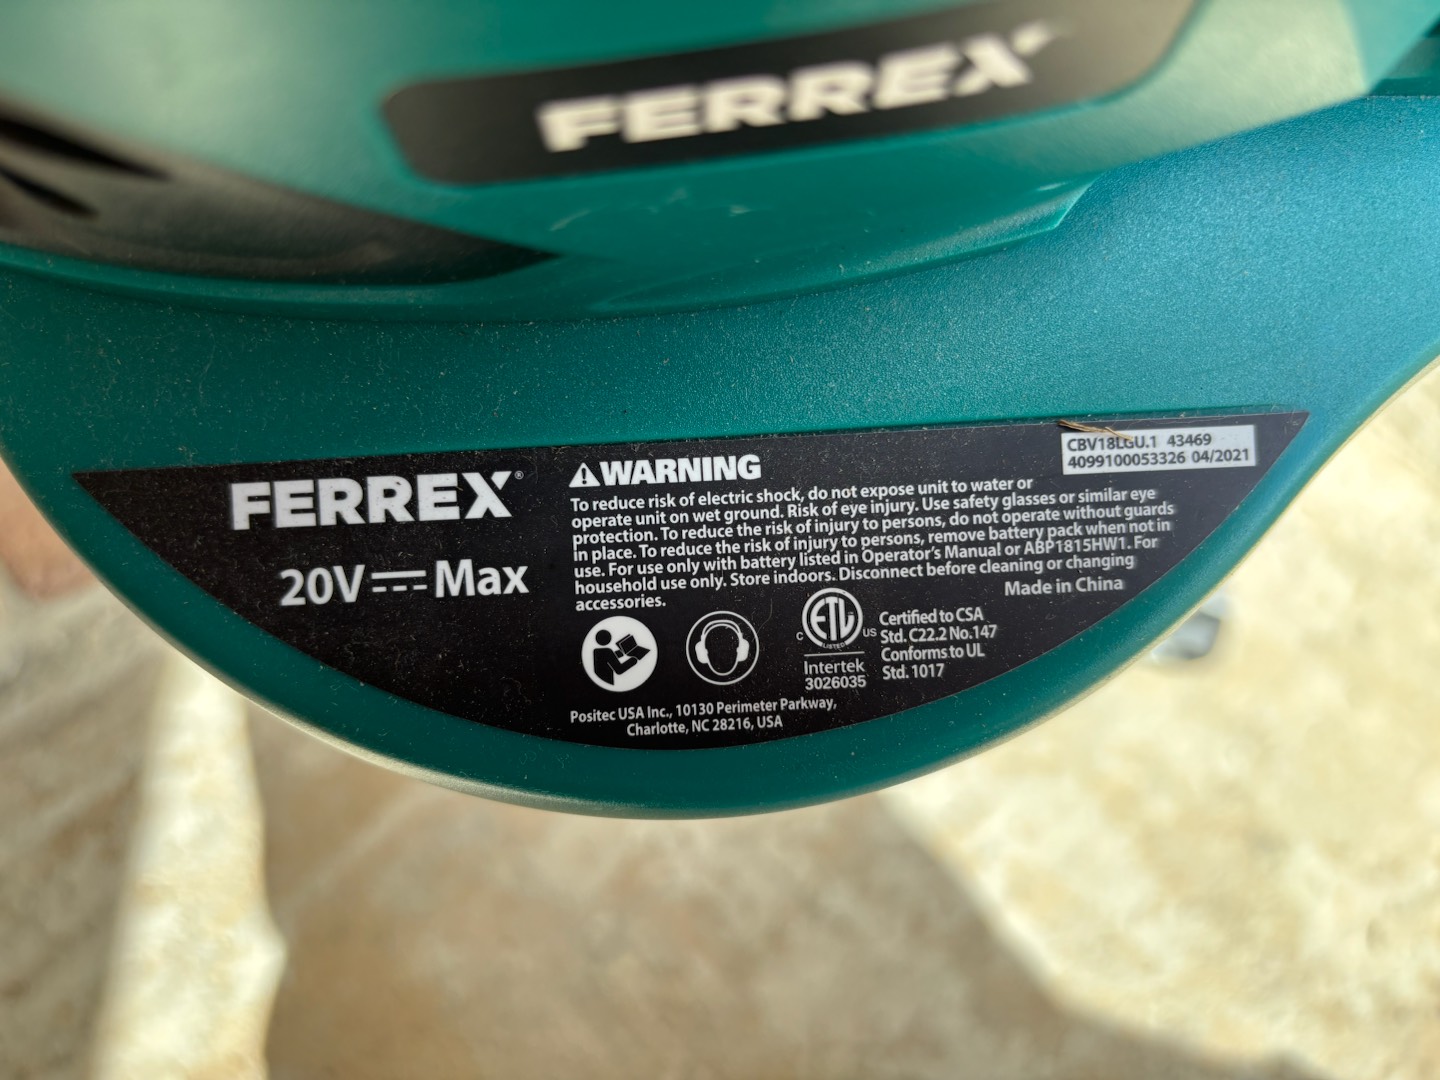 FERREX
FERREX®
20V Max
WARNING
To reduce risk of electric shock, do not expose unit to water or
operate unit on wet ground. Risk of eye injury. Use safety glasses or similar eye
protection. To reduce the risk of injury to persons, do not operate without guards
in place. To reduce the risk of injury to persons, remove battery pack when not in
use. For use only with battery listed in Operator's Manual or ABP1815HW1. For
household use only. Store indoors. Disconnect before cleaning or changing
accessories.
Made in China
CBV18LGU.1 43469
4099100053326 04/2021
ETL
LISTED
C US
Intertek
3026035
Certified to CSA
Std. C22.2 No.147
Conforms to UL
Std. 1017
Positec USA Inc., 10130 Perimeter Parkway,
Charlotte, NC 28216, USA